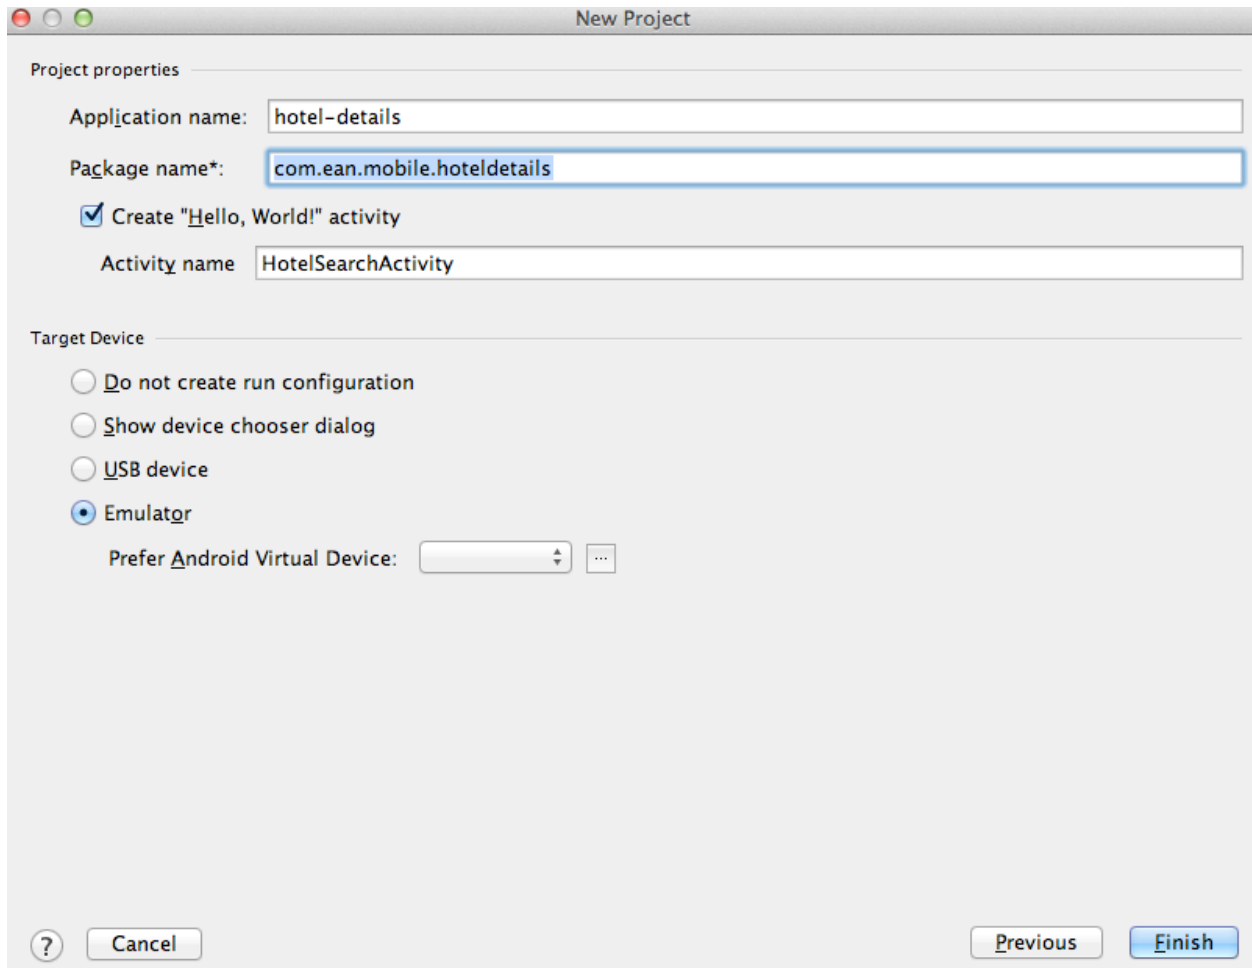 New Project
Project properties
Application name: hotel-details
Package name*: com.ean.mobile.hoteldetails
Create "Hello, World!" activity
Activity name HotelSearchActivity
Target Device
Do not create run configuration
Show device chooser dialog
USB device
Emulator
Prefer Android Virtual Device: ...
? Cancel Previous Finish